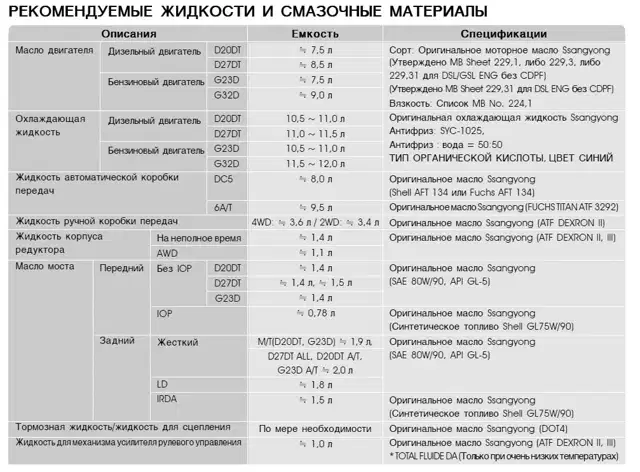 РЕКОМЕНДУЕМЫЕ ЖИДКОСТИ И СМАЗОЧНЫЕ МАТЕРИАЛЫ
Описания Емкость Спецификации
Масло двигателя Дизельный двигатель D20DT ≒ 7,5 л Сорт: Оригинальное моторное масло Ssangyong
D27DT ≒ 8,5 л (Утверждено MB Sheet 229,1, либо 229,3, либо
Бензиновый двигатель G23D ≒ 7,5 л 229,31 для DSL/GSL ENG без CDPF)
G32D ≒ 9,0 л (Утверждено MB Sheet 229,31 для DSL ENG без CDPF)
Вязкость: Список MB No. 224,1
Охлаждающая жидкость Дизельный двигатель D20DT 10,5 ~ 11,0 л Оригинальная охлаждающая жидкость Ssangyong
D27DT 11,0 ~ 11,5 л Антифриз: SYC-1025,
Бензиновый двигатель G23D 10,5 ~ 11,0 л Антифриз : вода = 50:50
G32D 11,5 ~ 12,0 л ТИП ОРГАНИЧЕСКОЙ КИСЛОТЫ, ЦВЕТ СИНИЙ
Жидкость автоматической коробки передач DC5 ≒ 8,0 л Оригинальное масло Ssangyong
(Shell AFT 134 или Fuchs AFT 134)
6A/T ≒ 9,5 л Оригинальное масло Ssangyong (FUCHS TITAN ATF 3292)
Жидкость ручной коробки передач 4WD: ≒ 3,6 л / 2WD: ≒ 3,4 л Оригинальное масло Ssangyong (ATF DEXRON II)
Жидкость корпуса редуктора На неполное время ≒ 1,4 л Оригинальное масло Ssangyong (ATF DEXRON II, III)
AWD ≒ 1,1 л
Масло моста Передний Без IOP D20DT ≒ 1,4 л Оригинальное масло Ssangyong
D27DT ≒ 1,4 л, ≒ 1,5 л (SAE 80W/90, API GL-5)
G23D ≒ 1,4 л
IOP ≒ 0,78 л Оригинальное масло Ssangyong
(Синтетическое топливо Shell GL75W/90)
Задний Жесткий M/T(D20DT, G23D) ≒ 1,9 л, Оригинальное масло Ssangyong
D27DT ALL, D20DT A/T, (SAE 80W/90, API GL-5)
G23D A/T ≒ 2,0 л
LD ≒ 1,8 л
IRDA ≒ 1,5 л Оригинальное масло Ssangyong
(Синтетическое топливо Shell GL75W/90)
Тормозная жидкость/жидкость для сцепления По мере необходимости Оригинальное масло Ssangyong (DOT4)
Жидкость для механизма усилителя рулевого управления ≒ 1,0 л Оригинальное масло Ssangyong (ATF DEXRON II, III)
* TOTAL FLUIDE DA (Только при очень низких температурах)